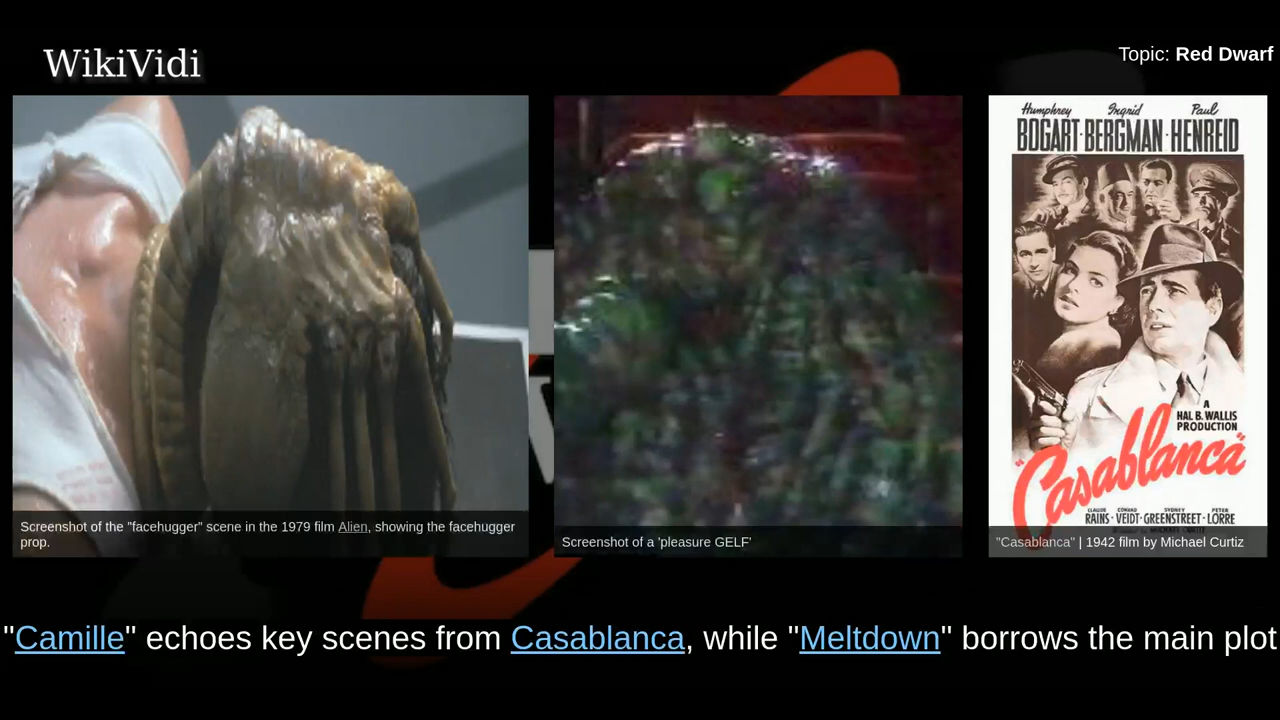 WikiVidi
Topic: Red Dwarf
Humphrey Ingrid Paul
BOGART · BERGMAN · HENREID
A
HAL B. WALLIS
PRODUCTION
"Casablanca"
CLAUDE CONRAD SYDNEY PETER
RAINS · VEIDT · GREENSTREET · LORRE
Screenshot of the "facehugger" scene in the 1979 film Alien, showing the facehugger
prop.
Screenshot of a 'pleasure GELF'
"Casablanca" | 1942 film by Michael Curtiz
"Camille" echoes key scenes from Casablanca, while "Meltdown" borrows the main plot